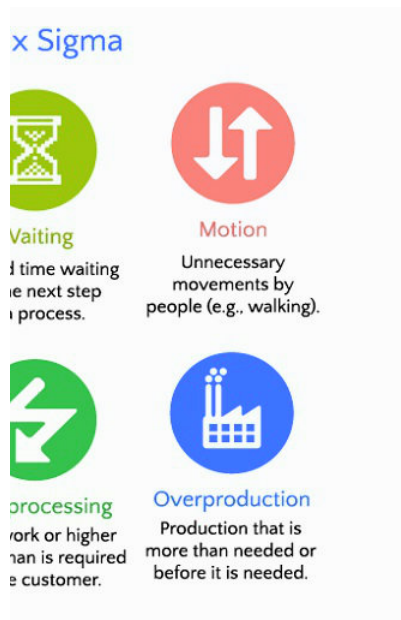 x Sigma
Waiting
Motion
d time waiting
e next step
process.
Unnecessary
movements by
people (e.g., walking).
processing
Overproduction
work or higher
than is required
e customer.
Production that is
more than needed or
before it is needed.